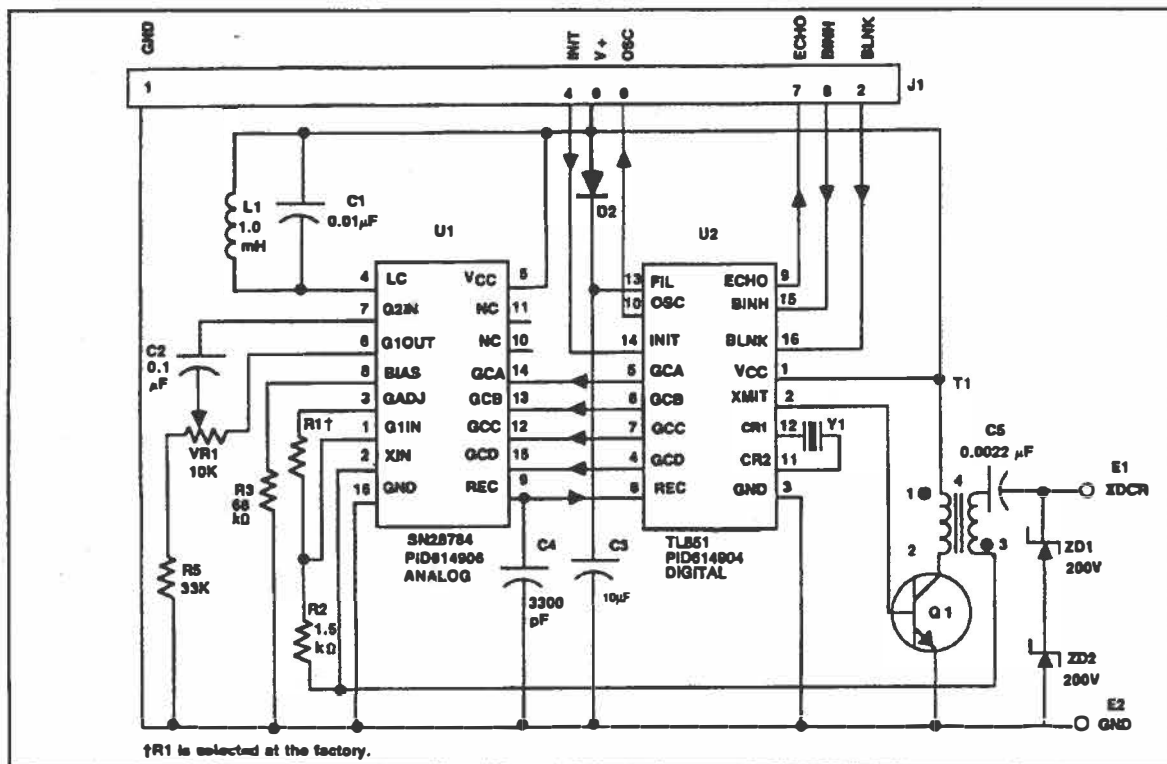 GND INIT V+ OSC ECHO BINH BLNK
1 4 6 6 7 8 2 J1
L1
1.0
mH
C1
0.01µF
D2
U1
U2
4 LC VCC 5
7 G2IN NC 11
6 G1OUT NC 10
8 BIAS GCA 14
3 GADJ GCB 13
1 G1IN GCC 12
2 XIN GCD 15
16 GND REC 9
SN28784
PID614906
ANALOG
13 FIL ECHO 9
10 OSC BINH 15
14 INIT BLNK 16
5 GCA VCC 1
6 GCB XMIT 2
7 GCC CR1 12
4 GCD CR2 11
8 REC GND 3
TL851
PID614904
DIGITAL
C2
0.1
µF
VR1
10K
R1†
R3
68
kΩ
R5
33K
R2
1.5
kΩ
C4
3300
pF
C3
10µF
Y1
T1
1 4
2 3
C5
0.0022 µF
Q1
E1
XDCR
ZD1
200V
ZD2
200V
E2
GND
†R1 is selected at the factory.